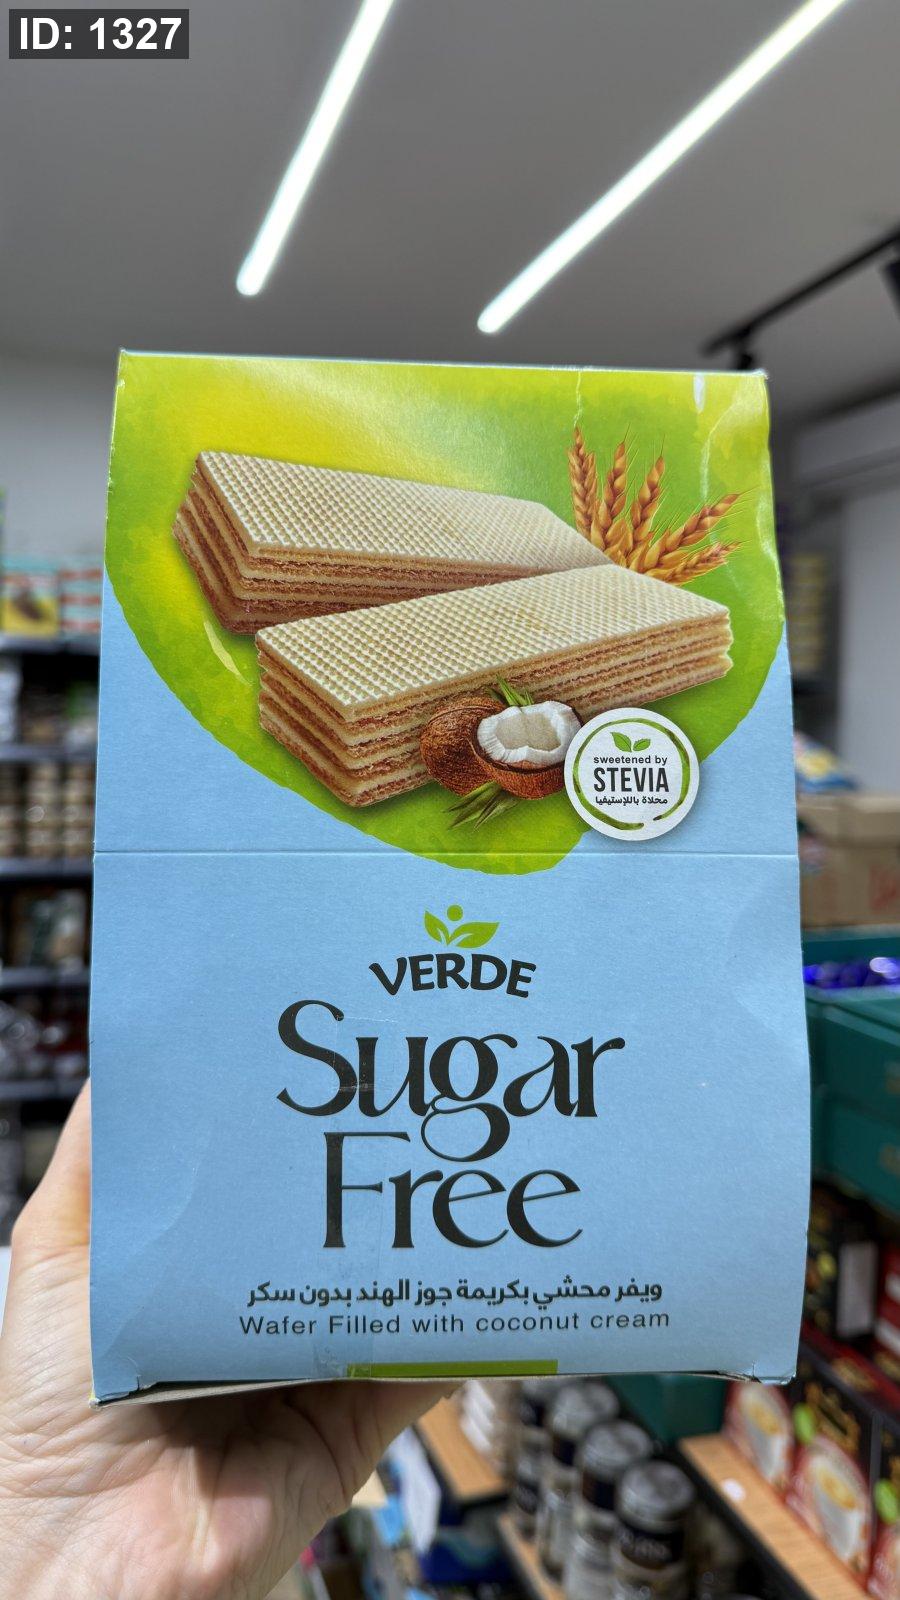 ID: 1327
sweetened by
STEVIA
محلاة باللإستيفيا
VERDE
Sugar
Free
ويفر محشي بكريمة جوز الهند بدون سكر
Wafer Filled with coconut cream